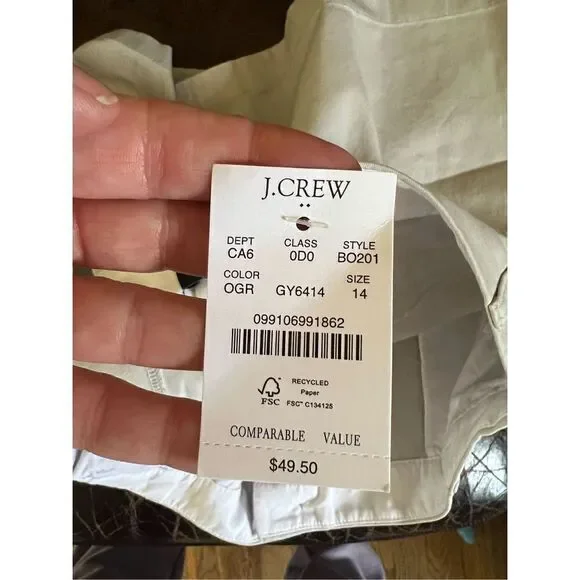 J.CREW
DEPT CLASS STYLE
CA6 0D0 BO201
COLOR SIZE
OGR GY6414 14
099106991862
RECYCLED
Paper
FSC FSC™ C134125
COMPARABLE VALUE
$49.50